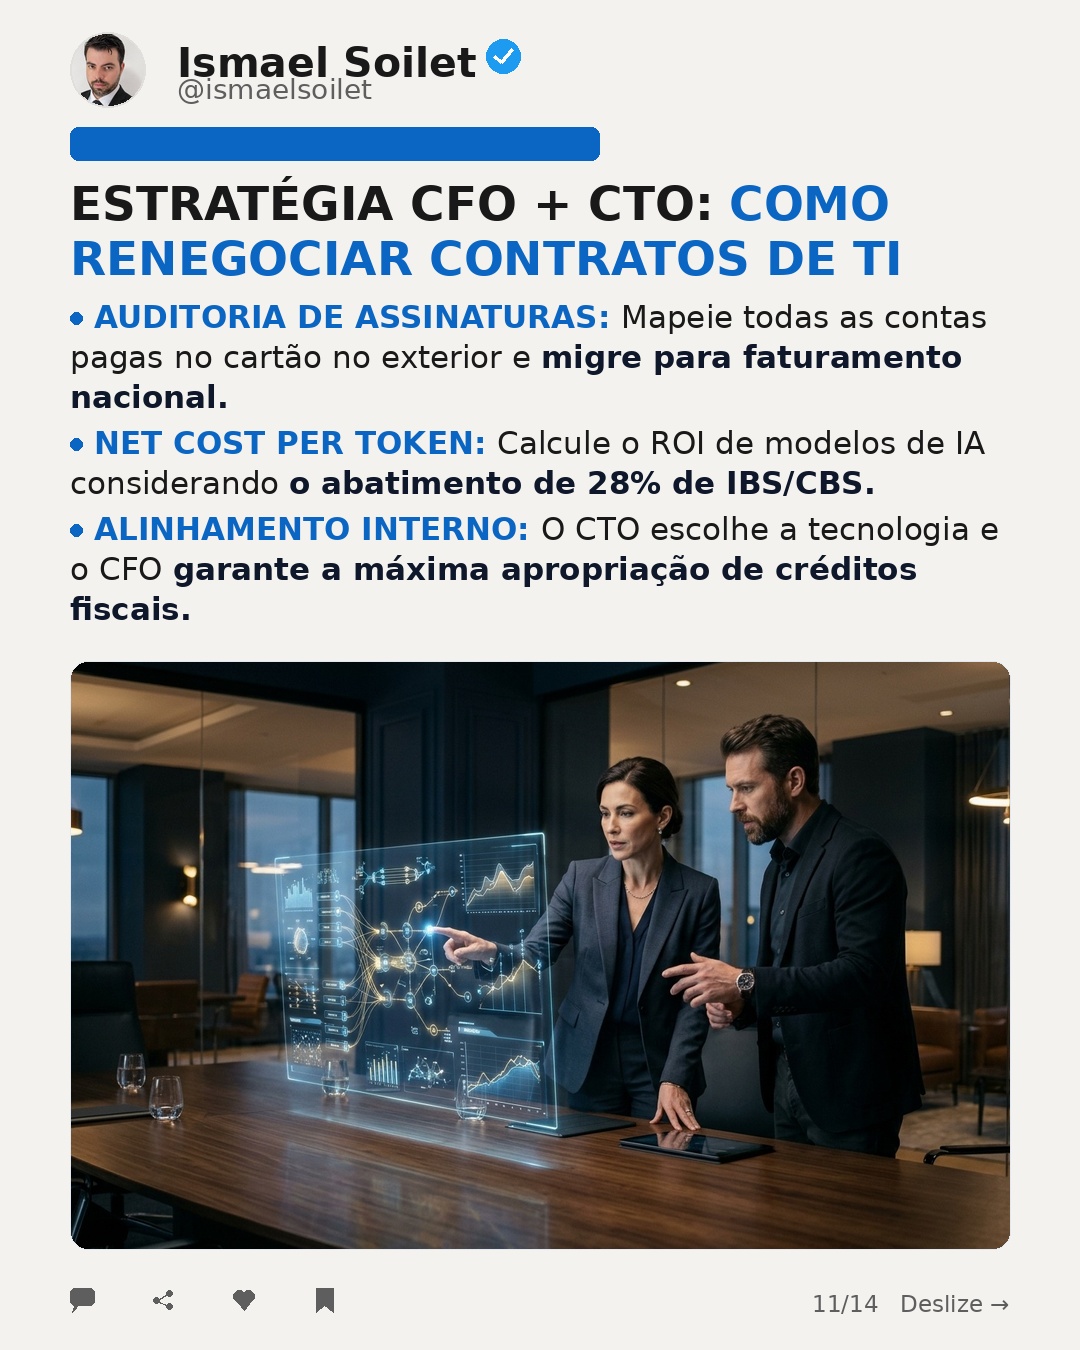 Ismael Soilet
@ismaelsoilet
ESTRATÉGIA CFO + CTO: COMO
RENEGOCIAR CONTRATOS DE TI
• AUDITORIA DE ASSINATURAS: Mapeie todas as contas
pagas no cartão no exterior e migre para faturamento
nacional.
• NET COST PER TOKEN: Calcule o ROI de modelos de IA
considerando o abatimento de 28% de IBS/CBS.
• ALINHAMENTO INTERNO: O CTO escolhe a tecnologia e
o CFO garante a máxima apropriação de créditos
fiscais.
11/14 Deslize →